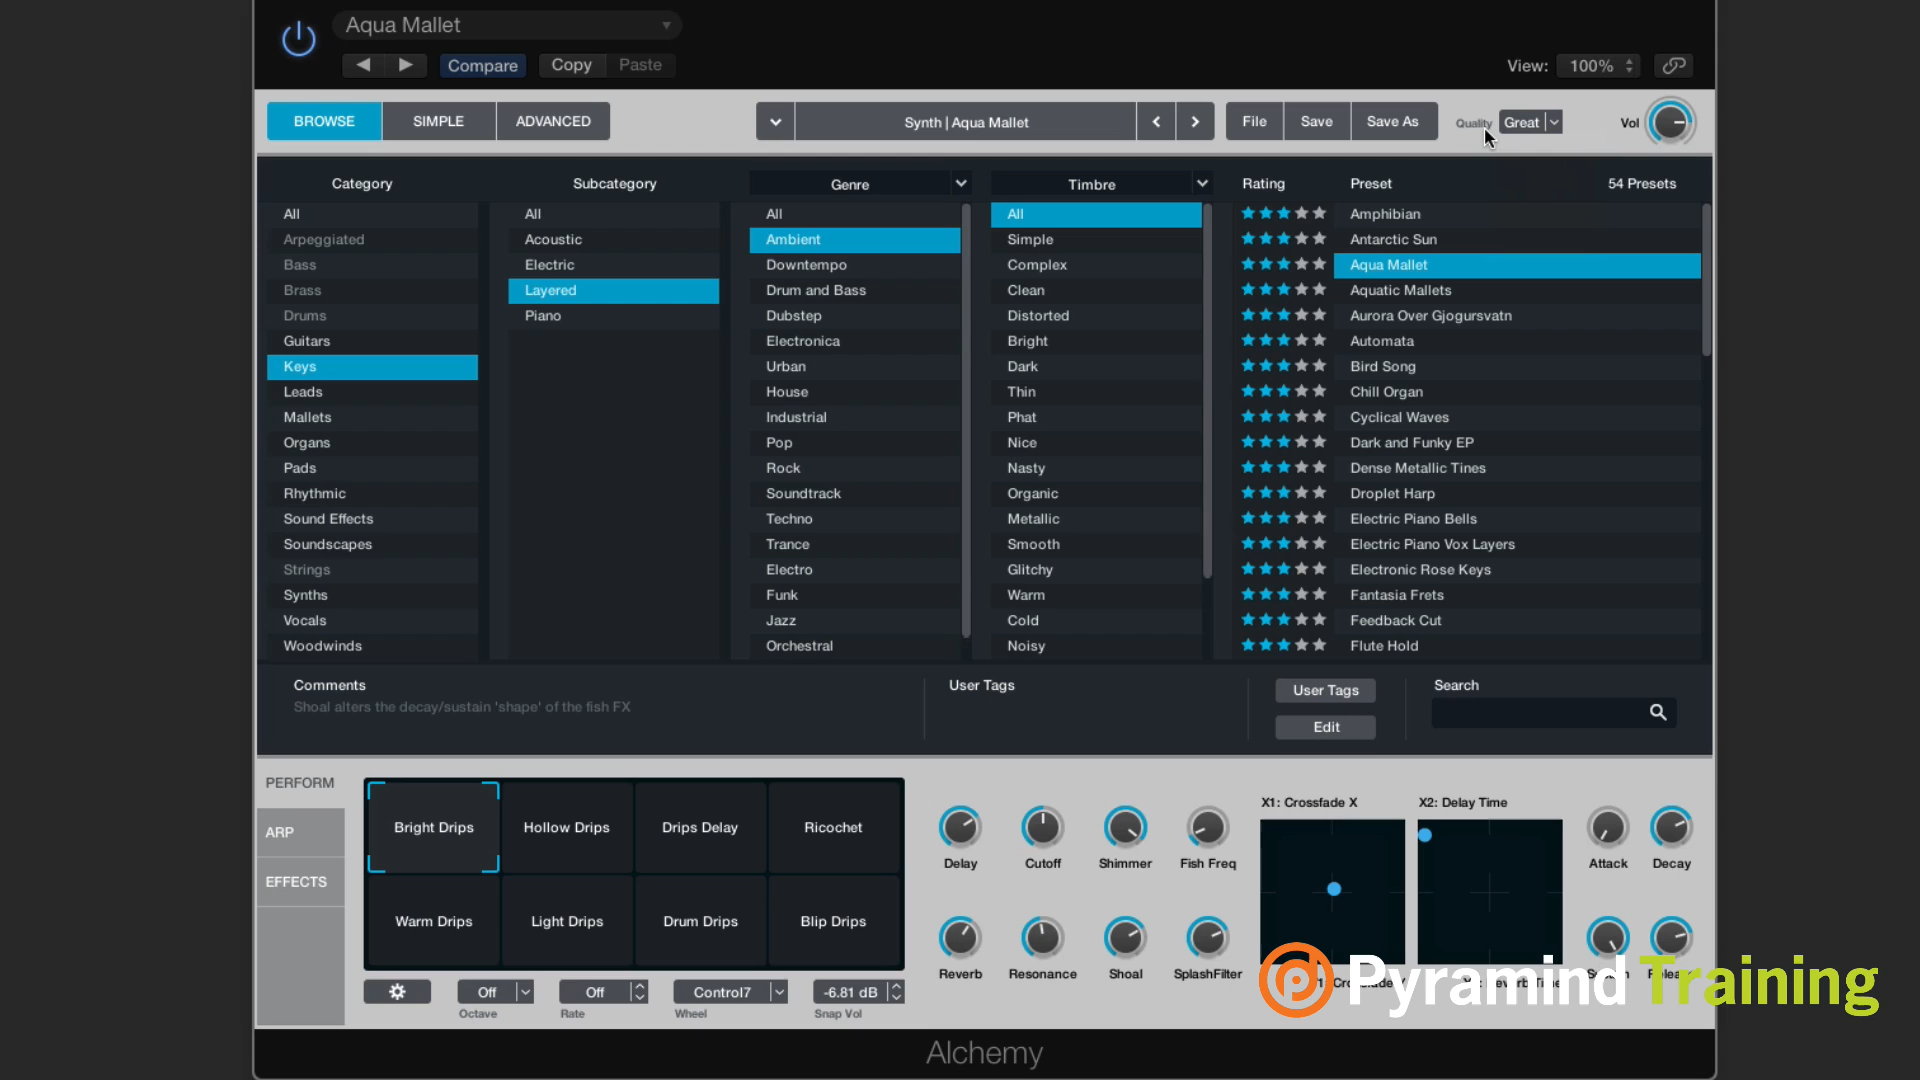 Aqua Mallet
Compare Copy Paste View: 100%
BROWSE SIMPLE ADVANCED Synth | Aqua Mallet File Save Save As Quality Great Vol
Category Subcategory Genre Timbre Rating Preset 54 Presets
All All All All Amphibian
Arpeggiated Acoustic Ambient Simple Antarctic Sun
Bass Electric Downtempo Complex Aqua Mallet
Brass Layered Drum and Bass Clean Aquatic Mallets
Drums Piano Dubstep Distorted Aurora Over Gjogursvatn
Guitars Electronica Bright Automata
Keys Urban Dark Bird Song
Leads House Thin Chill Organ
Mallets Industrial Phat Cyclical Waves
Organs Pop Nice Dark and Funky EP
Pads Rock Nasty Dense Metallic Tines
Rhythmic Soundtrack Organic Droplet Harp
Sound Effects Techno Metallic Electric Piano Bells
Soundscapes Trance Smooth Electric Piano Vox Layers
Strings Electro Glitchy Electronic Rose Keys
Synths Funk Warm Fantasia Frets
Vocals Jazz Cold Feedback Cut
Woodwinds Orchestral Noisy Flute Hold
Comments User Tags User Tags Search
Shoal alters the decay/sustain 'shape' of the fish FX
Edit
PERFORM
X1: Crossfade X X2: Delay Time
Bright Drips Hollow Drips Drips Delay Ricochet
ARP
Delay Cutoff Shimmer Fish Freq Attack Decay
EFFECTS
Warm Drips Light Drips Drum Drips Blip Drips
Reverb Resonance Shoal SplashFilter
Pyramind Training
Off Off Control7 -6.81 dB
Octave Rate Wheel Snap Vol
Alchemy